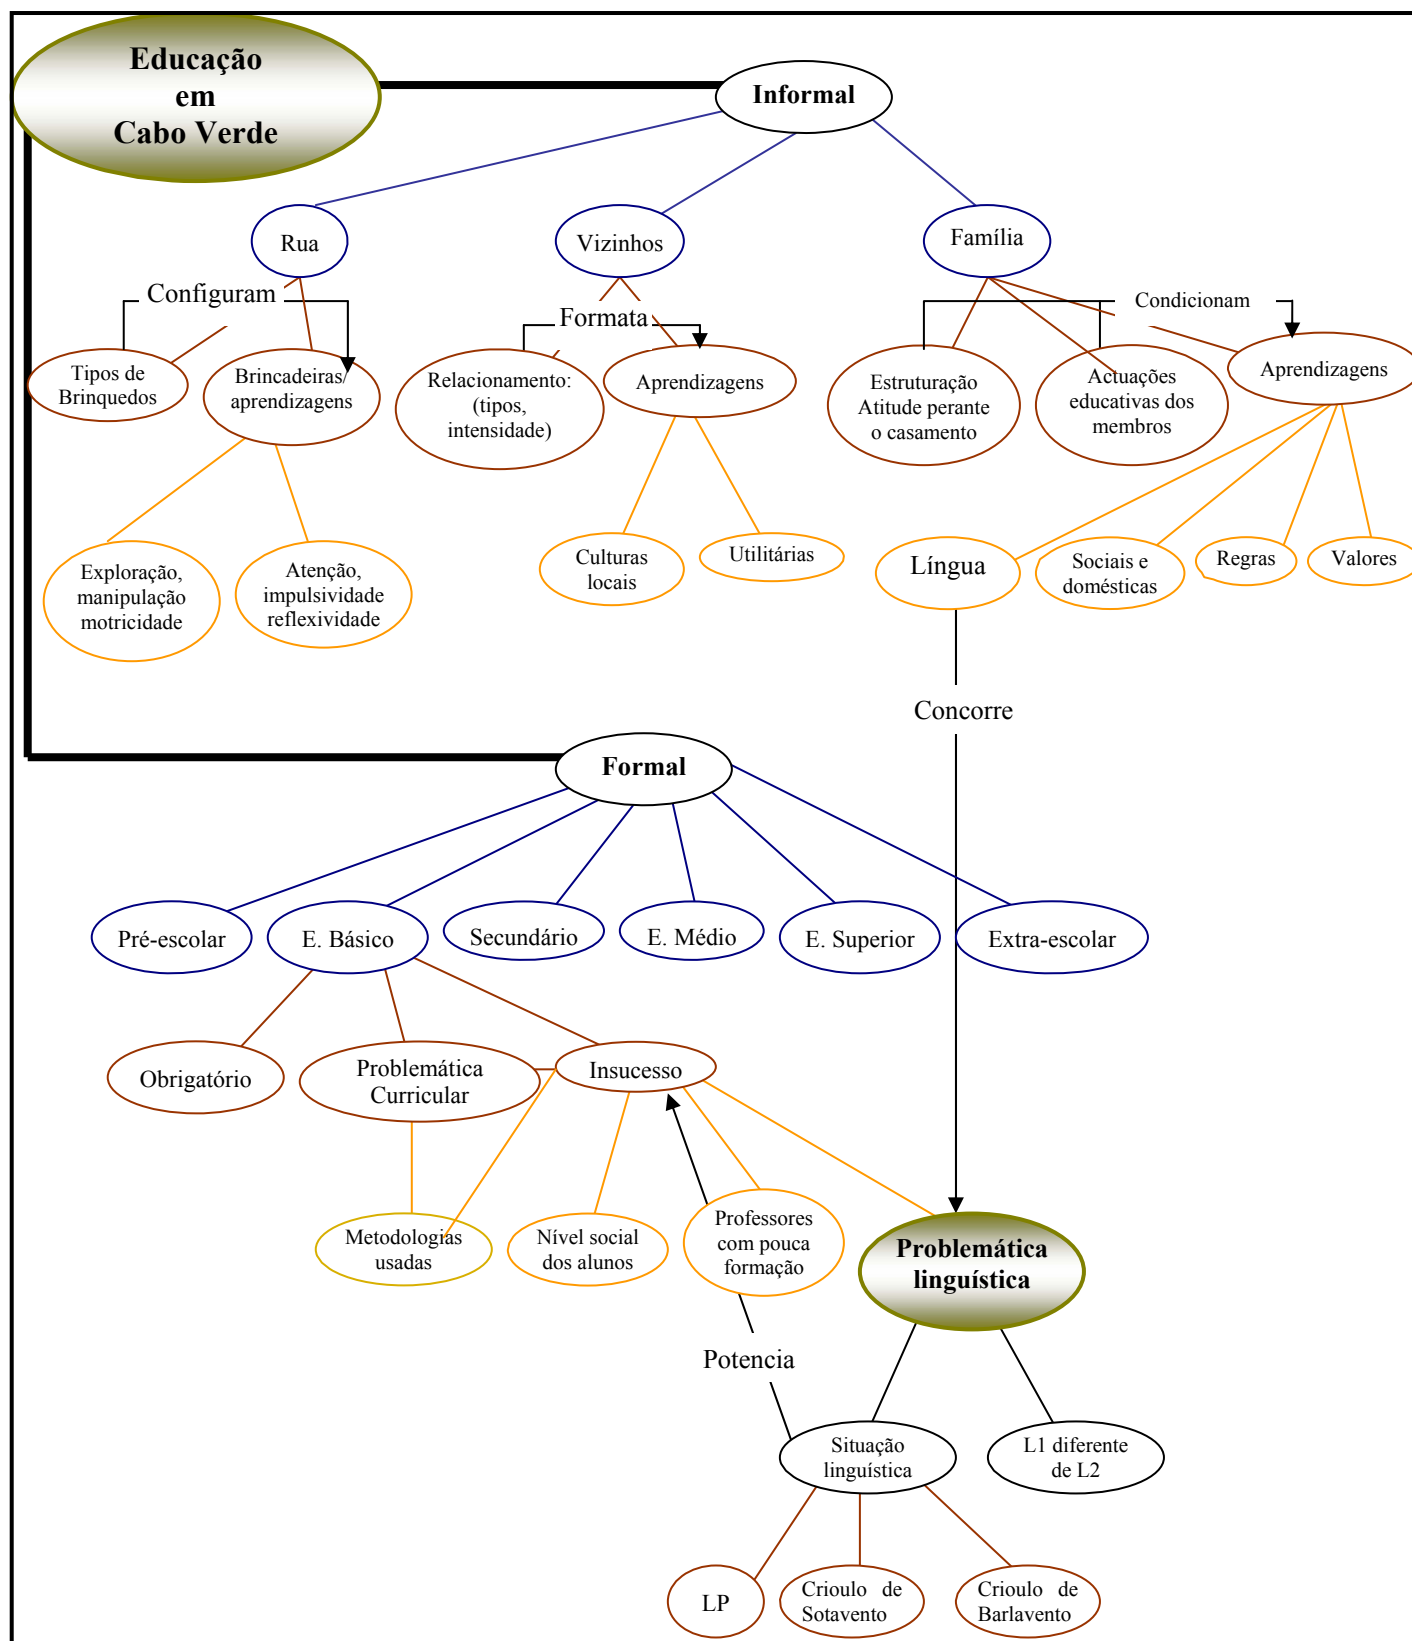 Educação
em
Cabo Verde
Informal
Rua
Vizinhos
Família
Configuram
Formata
Condicionam
Tipos de
Brinquedos
Brincadeiras/
aprendizagens
Relacionamento:
(tipos,
intensidade)
Aprendizagens
Estruturação
Atitude perante
o casamento
Actuações
educativas dos
membros
Aprendizagens
Exploração,
manipulação
motricidade
Atenção,
impulsividade
reflexividade
Culturas
locais
Utilitárias
Língua
Sociais e
domésticas
Regras
Valores
Concorre
Formal
Pré-escolar
E. Básico
Secundário
E. Médio
E. Superior
Extra-escolar
Obrigatório
Problemática
Curricular
Insucesso
Metodologias
usadas
Nível social
dos alunos
Professores
com pouca
formação
Problemática
linguística
Potencia
Situação
linguística
L1 diferente
de L2
LP
Crioulo de
Sotavento
Crioulo de
Barlavento